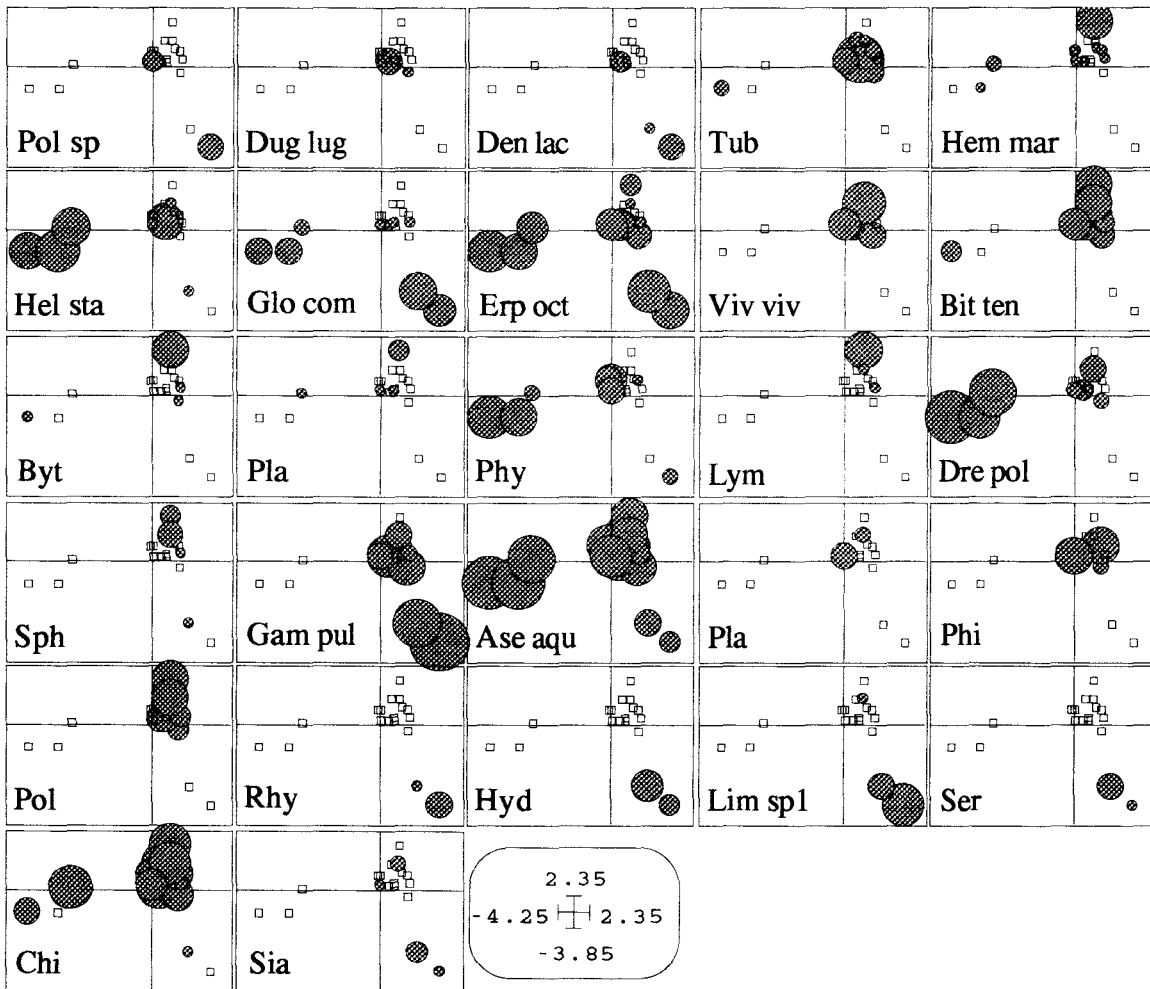 Pol sp Dug lug Den lac Tub Hem mar
Hel sta Glo com Erp oct Viv viv Bit ten
Byt Pla Phy Lym Dre pol
Sph Gam pul Ase aqu Pla Phi
Pol Rhy Hyd Lim sp1 Ser
Chi Sia
2.35
-4.25 2.35
-3.85